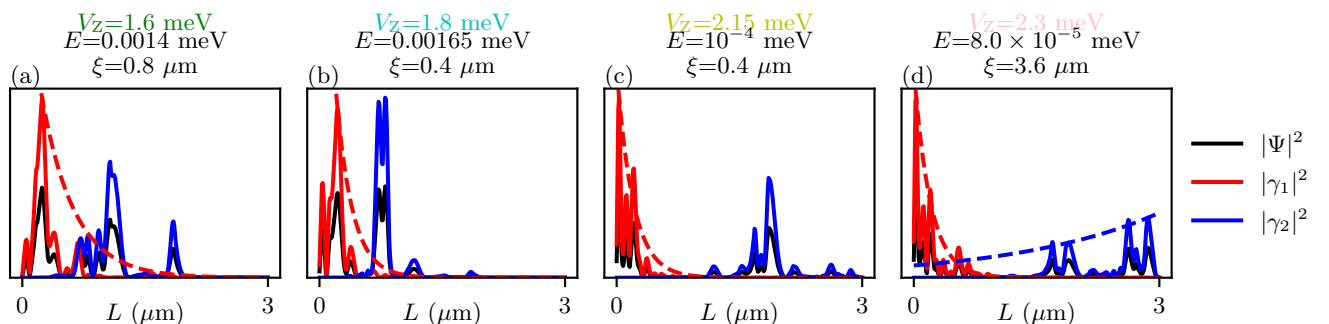 V_Z=1.6 meV
E=0.0014 meV
ξ=0.8 μm
(a)
0
3
L (μm)
V_Z=1.8 meV
E=0.00165 meV
ξ=0.4 μm
(b)
0
3
L (μm)
V_Z=2.15 meV
E=10⁻⁴ meV
ξ=0.4 μm
(c)
0
3
L (μm)
V_Z=2.3 meV
E=8.0 × 10⁻⁵ meV
ξ=3.6 μm
(d)
0
3
L (μm)
|Ψ|²
|γ₁|²
|γ₂|²